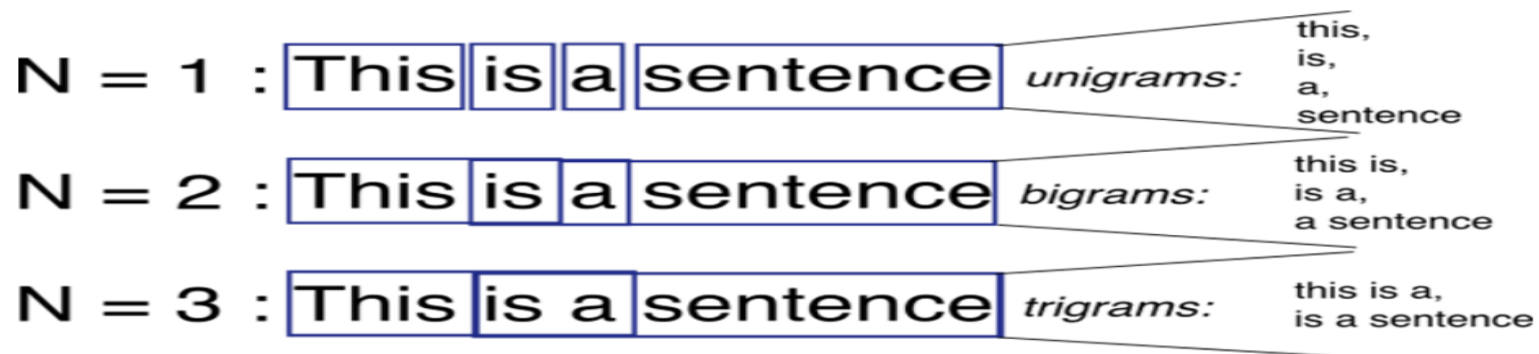 N = 1 : This is a sentence unigrams:
this,
is,
a,
sentence
N = 2 : This is a sentence bigrams:
this is,
is a,
a sentence
N = 3 : This is a sentence trigrams:
this is a,
is a sentence